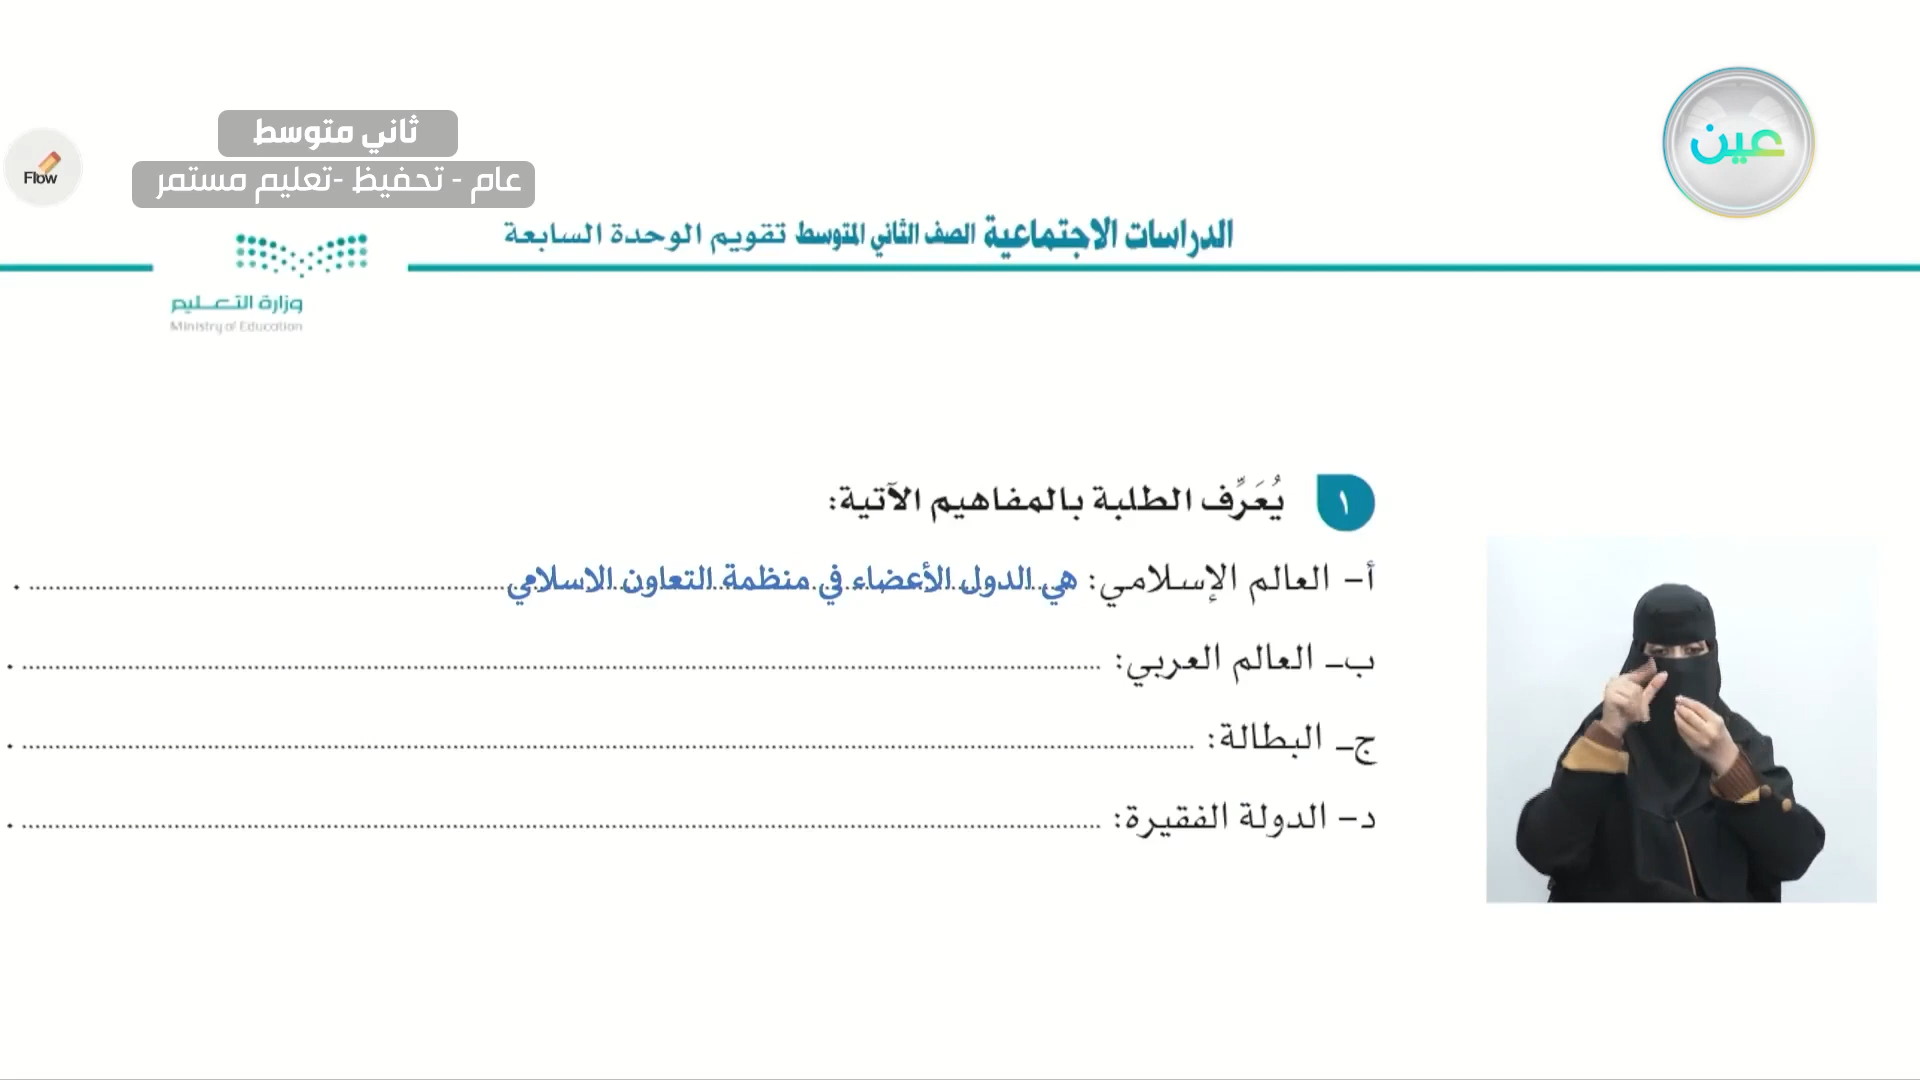 عين
ثاني متوسط
عام - تحفيظ -تعليم مستمر
Flow
الدراسات الاجتماعية الصف الثاني المتوسط تقويم الوحدة السابعة
وزارة التعـــليم
Ministry of Education
١ يُعَرِّف الطلبة بالمفاهيم الآتية:
أ- العالم الإسلامي: هي الدول الأعضاء في منظمة التعاون الاسلامي .
ب- العالم العربي: .
ج- البطالة: .
د- الدولة الفقيرة: .